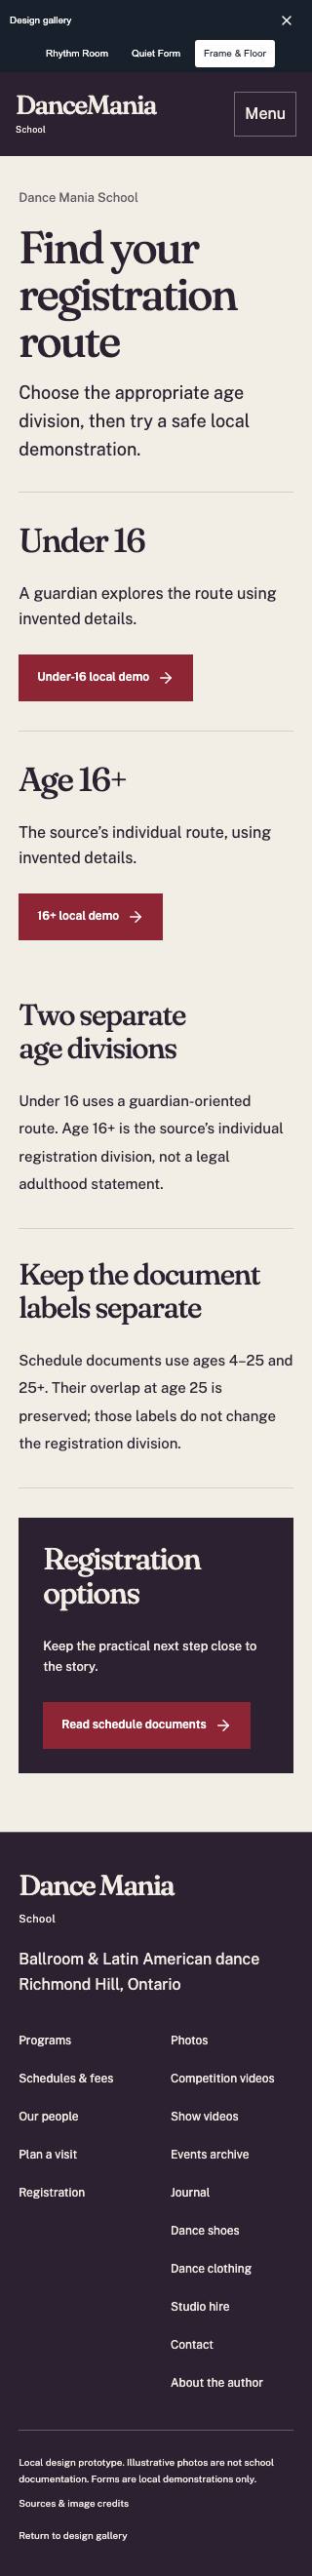 Design gallery
Rhythm Room Quiet Form Frame & Floor
DanceMania
School
Menu
Dance Mania School
Find your
registration
route
Choose the appropriate age
division, then try a safe local
demonstration.
Under 16
A guardian explores the route using
invented details.
Under-16 local demo
Age 16+
The source’s individual route, using
invented details.
16+ local demo
Two separate
age divisions
Under 16 uses a guardian-oriented
route. Age 16+ is the source’s individual
registration division, not a legal
adulthood statement.
Keep the document
labels separate
Schedule documents use ages 4–25 and
25+. Their overlap at age 25 is
preserved; those labels do not change
the registration division.
Registration
options
Keep the practical next step close to
the story.
Read schedule documents
Dance Mania
School
Ballroom & Latin American dance
Richmond Hill, Ontario
Programs
Schedules & fees
Our people
Plan a visit
Registration
Photos
Competition videos
Show videos
Events archive
Journal
Dance shoes
Dance clothing
Studio hire
Contact
About the author
Local design prototype. Illustrative photos are not school
documentation. Forms are local demonstrations only.
Sources & image credits
Return to design gallery